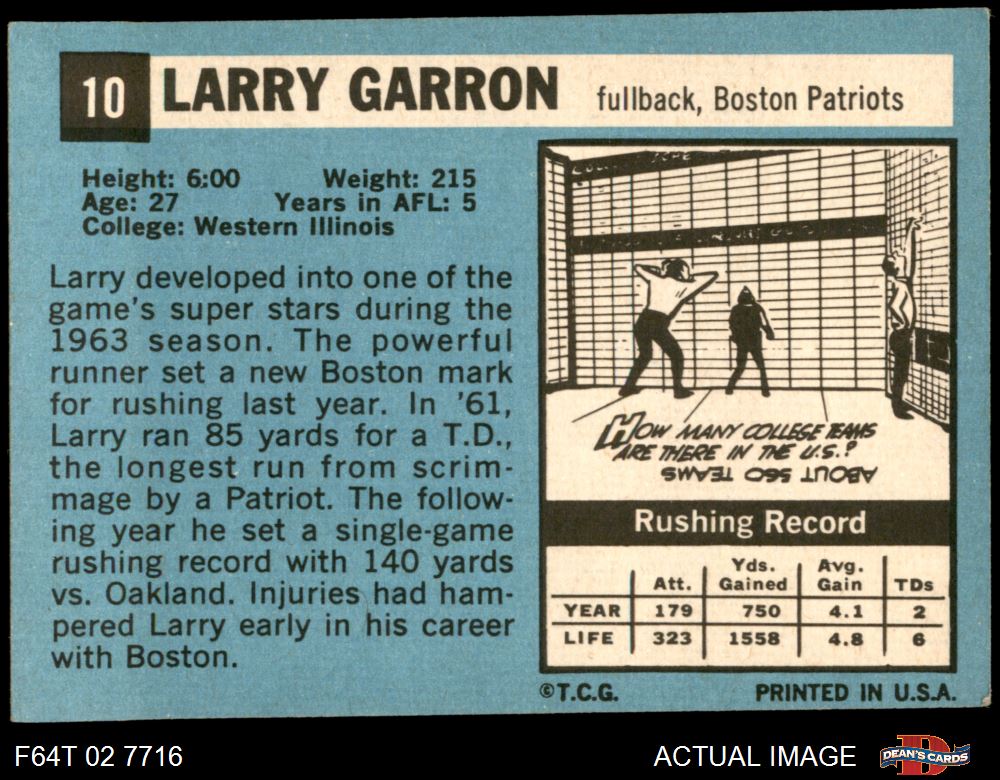 10 LARRY GARRON fullback, Boston Patriots
Height: 6:00 Weight: 215
Age: 27 Years in AFL: 5
College: Western Illinois
Larry developed into one of the
game's super stars during the
1963 season. The powerful
runner set a new Boston mark
for rushing last year. In '61,
Larry ran 85 yards for a T.D.,
the longest run from scrim-
mage by a Patriot. The follow-
ing year he set a single-game
rushing record with 140 yards
vs. Oakland. Injuries had ham-
pered Larry early in his career
with Boston.
HOW MANY COLLEGE TEAMS
ARE THERE IN THE U.S.?
ABOUT 560 TEAMS
Rushing Record
Att. Yds. Gained Avg. Gain TDs
YEAR 179 750 4.1 2
LIFE 323 1558 4.8 6
©T.C.G. PRINTED IN U.S.A.
F64T 02 7716 ACTUAL IMAGE DEAN'S CARDS